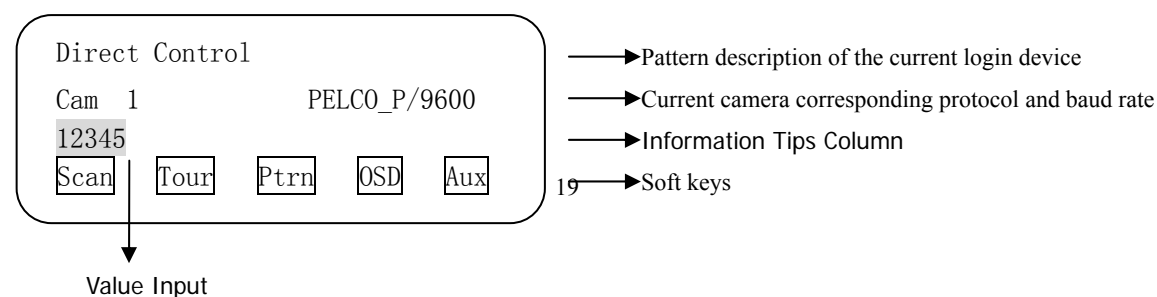 Direct Control
Pattern description of the current login device
Cam 1 PELCO_P/9600
Current camera corresponding protocol and baud rate
12345
Information Tips Column
Scan Tour Ptrn OSD Aux
19
Soft keys
Value Input